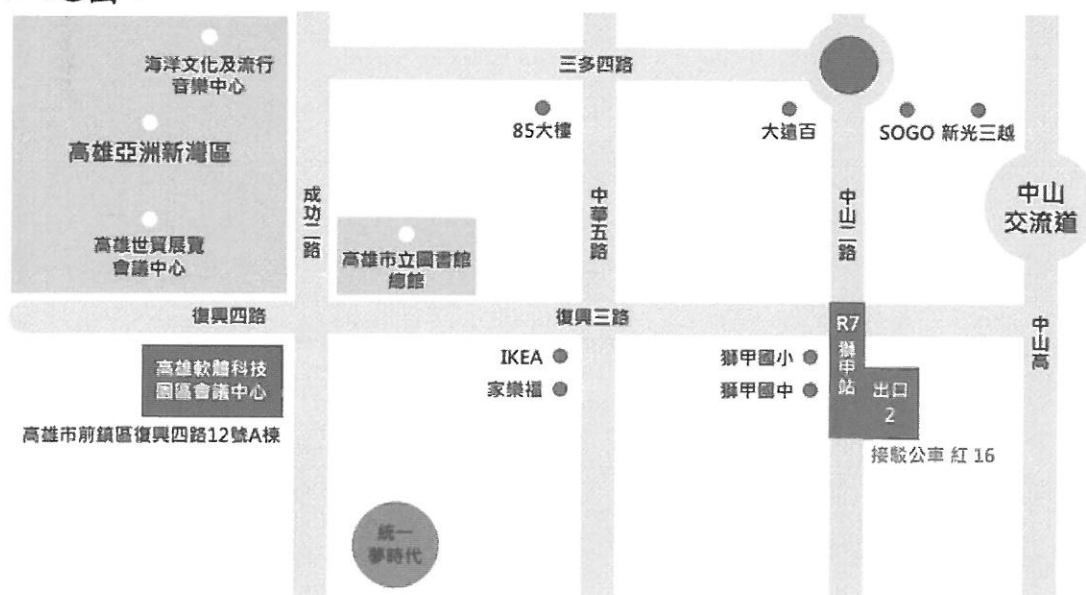 海洋文化及流行
音樂中心
三多四路
85大樓
大遠百
SOGO
新光三越
高雄亞洲新灣區
成功二路
中華五路
中山二路
中山
交流道
高雄世貿展覽
會議中心
高雄市立圖書館
總館
復興四路
復興三路
R7
獅甲站
中山高
高雄軟體科技
園區會議中心
IKEA
家樂福
獅甲國小
獅甲國中
出口
2
高雄市前鎮區復興四路12號A棟
接駁公車 紅 16
統一
夢時代